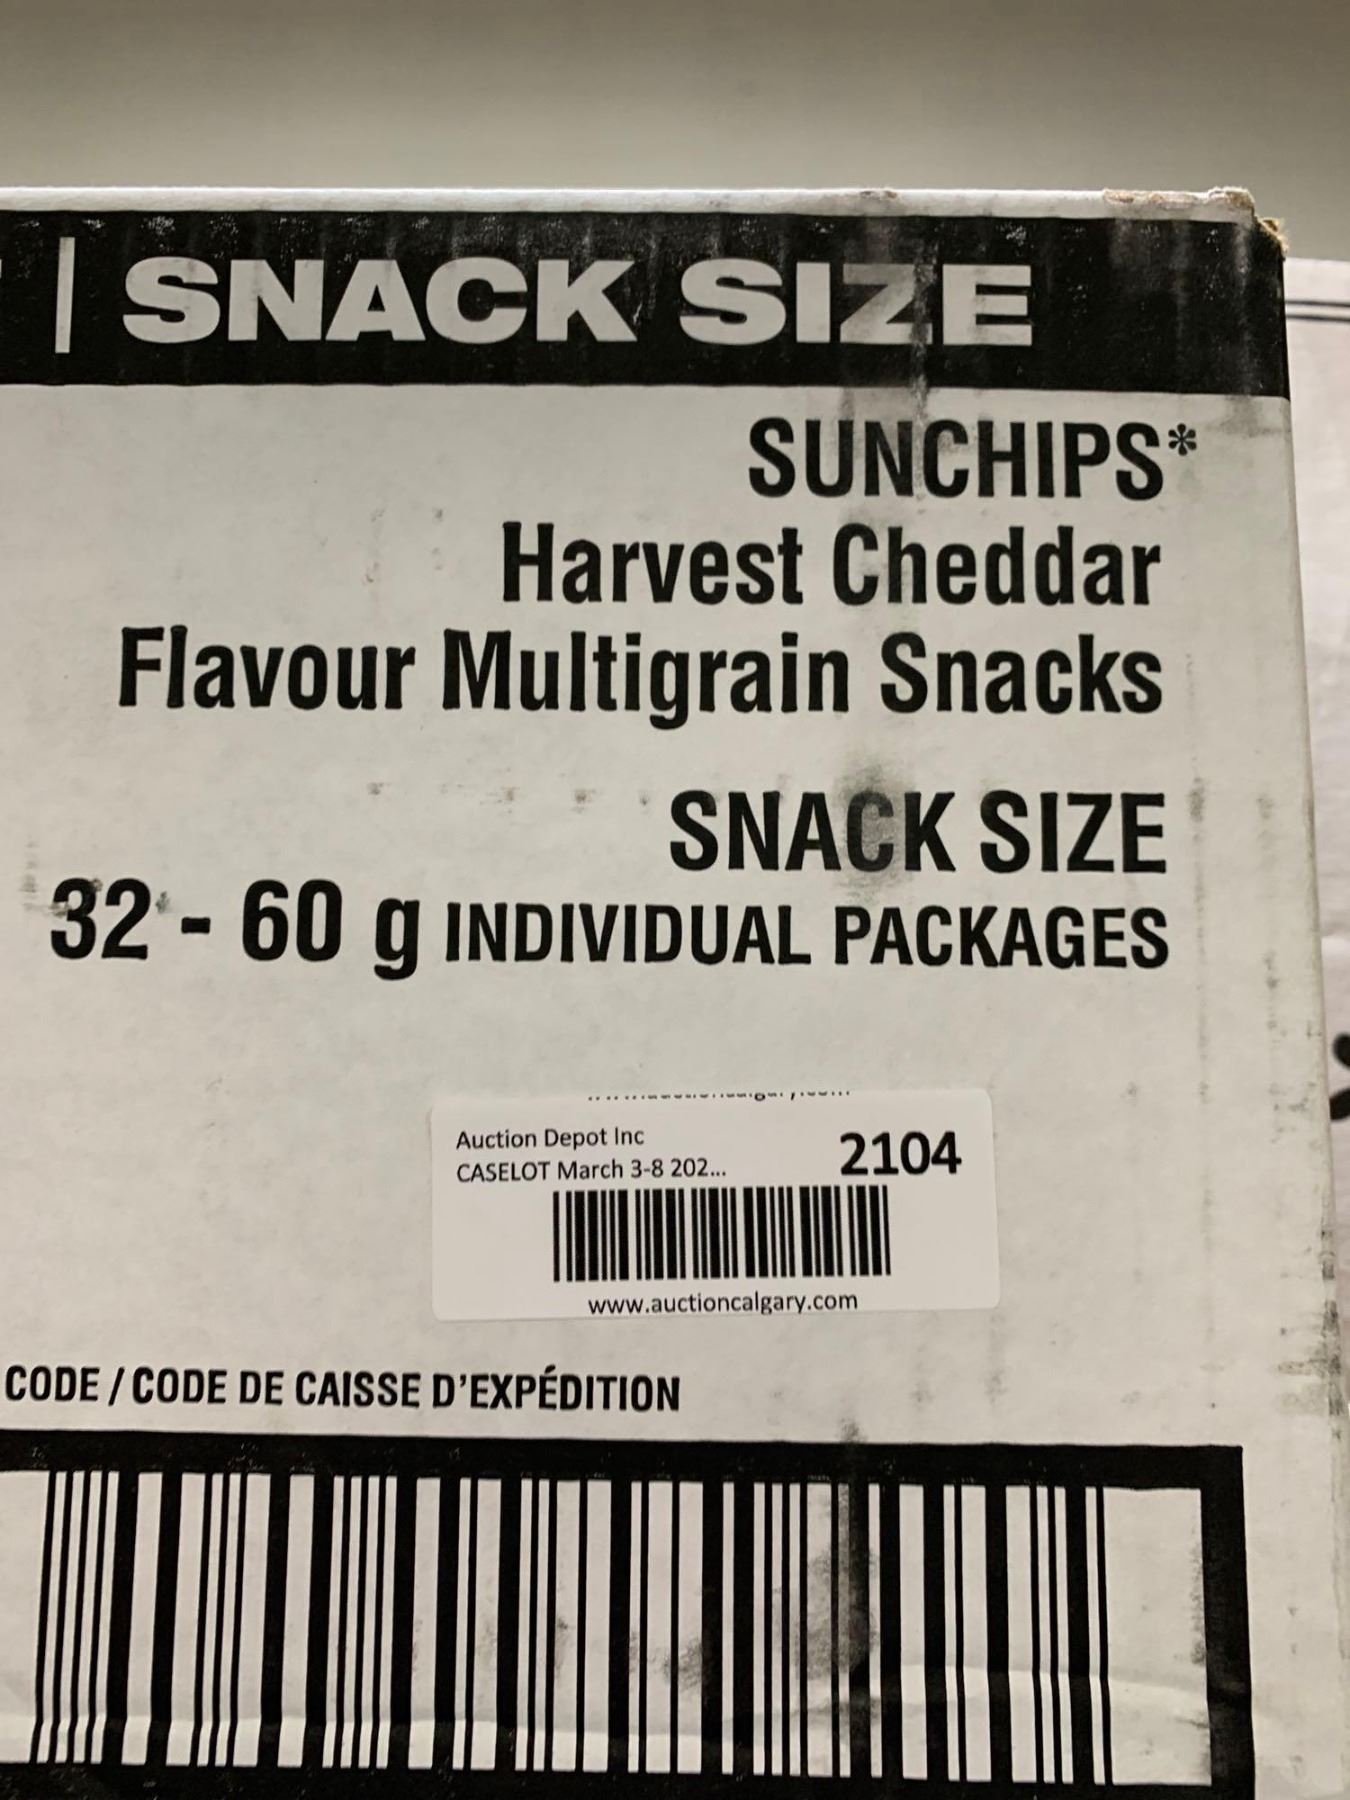 | SNACK SIZE
SUNCHIPS*
Harvest Cheddar
Flavour Multigrain Snacks
SNACK SIZE
32 - 60 g INDIVIDUAL PACKAGES
Auction Depot Inc
2104
CASELOT March 3-8 202...
www.auctioncalgary.com
CODE / CODE DE CAISSE D'EXPÉDITION